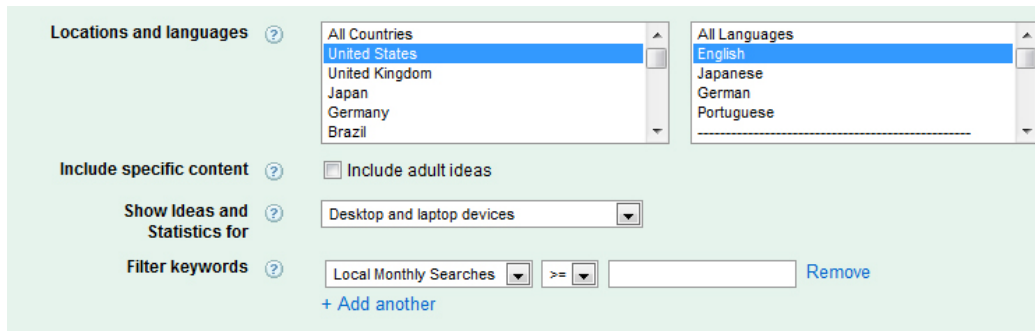 Locations and languages ?
All Countries
United States
United Kingdom
Japan
Germany
Brazil
All Languages
English
Japanese
German
Portuguese
--------------------------------------------------
Include specific content ?
Include adult ideas
Show Ideas and ?
Statistics for
Desktop and laptop devices
Filter keywords ?
Local Monthly Searches >= Remove
+ Add another